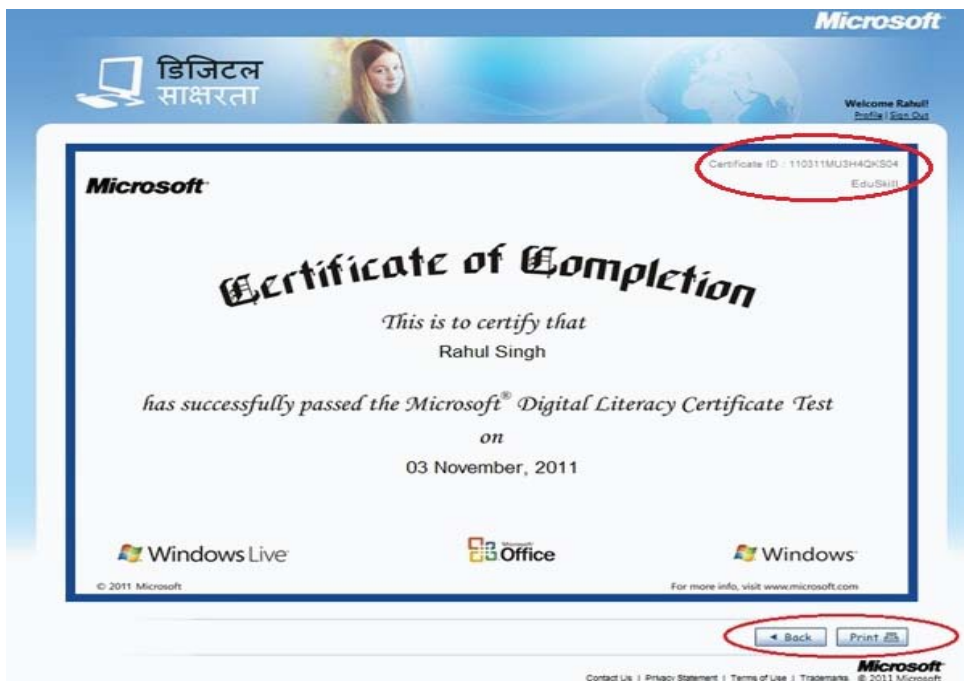 Microsoft
डिजिटल
साक्षरता
Welcome Rahul!
Profile | Sign Out
Certificate ID : 110311MU3H4QKS04
Microsoft
EduSkill
Certificate of Completion
This is to certify that
Rahul Singh
has successfully passed the Microsoft® Digital Literacy Certificate Test
on
03 November, 2011
Windows Live
Microsoft
Office
Windows
© 2011 Microsoft
For more info, visit www.microsoft.com
Back
Print
Microsoft
Contact Us | Privacy Statement | Terms of Use | Trademarks © 2011 Microsoft